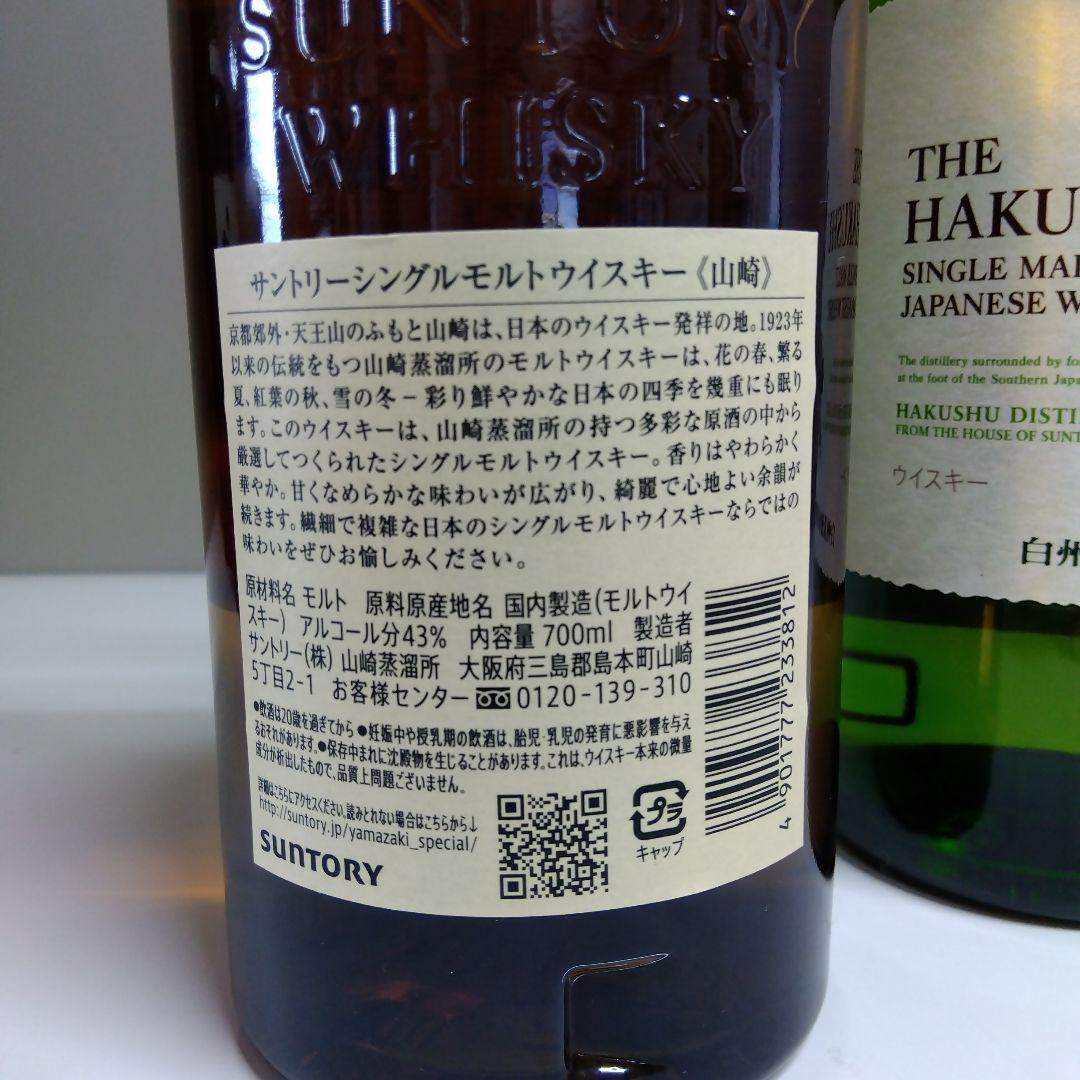 SUNTORY
WHISKY
サントリーシングルモルトウイスキー《山崎》
京都郊外・天王山のふもと山崎は、日本のウイスキー発祥の地。1923年
以来の伝統をもつ山崎蒸溜所のモルトウイスキーは、花の春、繁る
夏、紅葉の秋、雪の冬－彩り鮮やかな日本の四季を幾重にも眠り
ます。このウイスキーは、山崎蒸溜所の持つ多彩な原酒の中から
厳選してつくられたシングルモルトウイスキー。香りはやわらかく
華やか。甘くなめらかな味わいが広がり、綺麗で心地よい余韻が
続きます。繊細で複雑な日本のシングルモルトウイスキーならではの
味わいをぜひお愉しみください。
原材料名 モルト 原料原産地名 国内製造(モルトウイ
スキー) アルコール分43% 内容量 700ml 製造者
サントリー(株) 山崎蒸溜所 大阪府三島郡島本町山崎
5丁目2-1 お客様センター 0120-139-310
●飲酒は20歳を過ぎてから ●妊娠中や授乳期の飲酒は、胎児・乳児の発育に悪影響を与え
るおそれがあります。●保存中まれに沈殿物を生じることがあります。これは、ウイスキー本来の微量
成分が析出したもので、品質上問題ございません。
詳細はこちらにアクセスください。読みとれない場合はこちらから↓
http://suntory.jp/yamazaki_special/
SUNTORY
プラ
キャップ
4 901777 233812
THE
HAKU
SINGLE MA
JAPANESE W
The distillery surrounded by fo
at the foot of the Southern Japa
HAKUSHU DISTI
FROM THE HOUSE OF SUNT
ウイスキー
白州